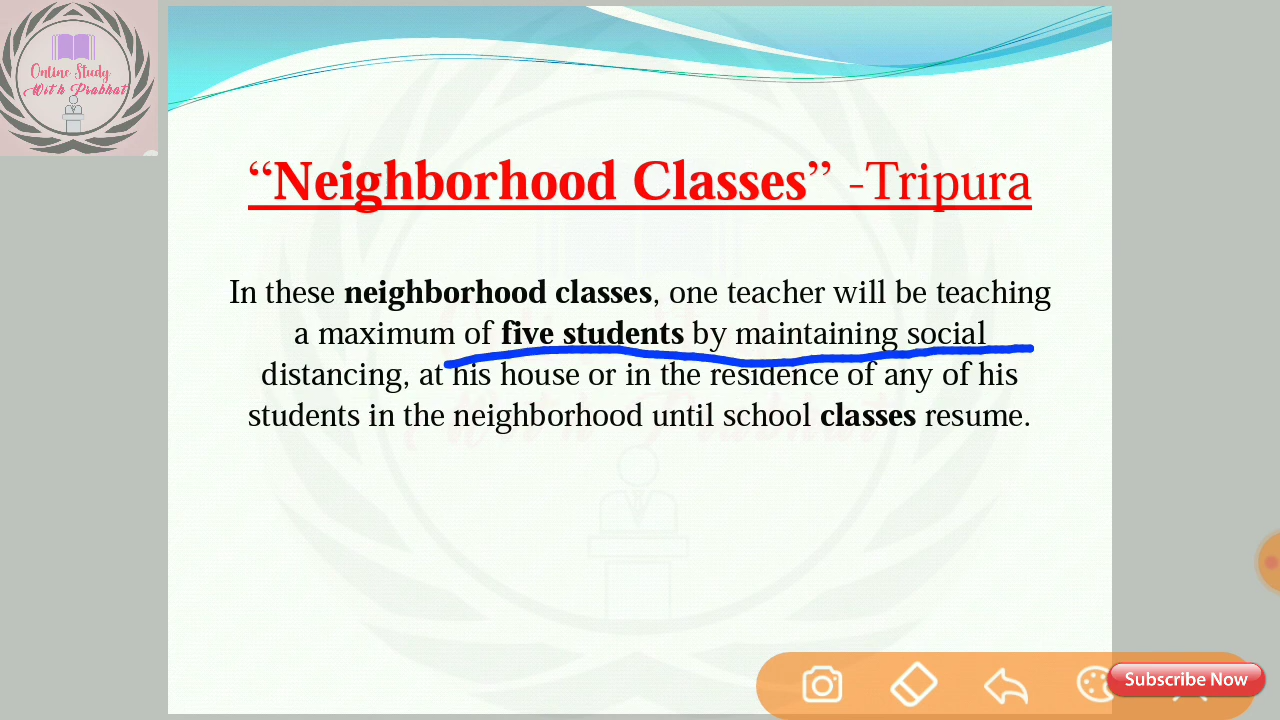 Online Study
With Prabhat
“Neighborhood Classes” -Tripura
In these neighborhood classes, one teacher will be teaching
a maximum of five students by maintaining social
distancing, at his house or in the residence of any of his
students in the neighborhood until school classes resume.
Subscribe Now